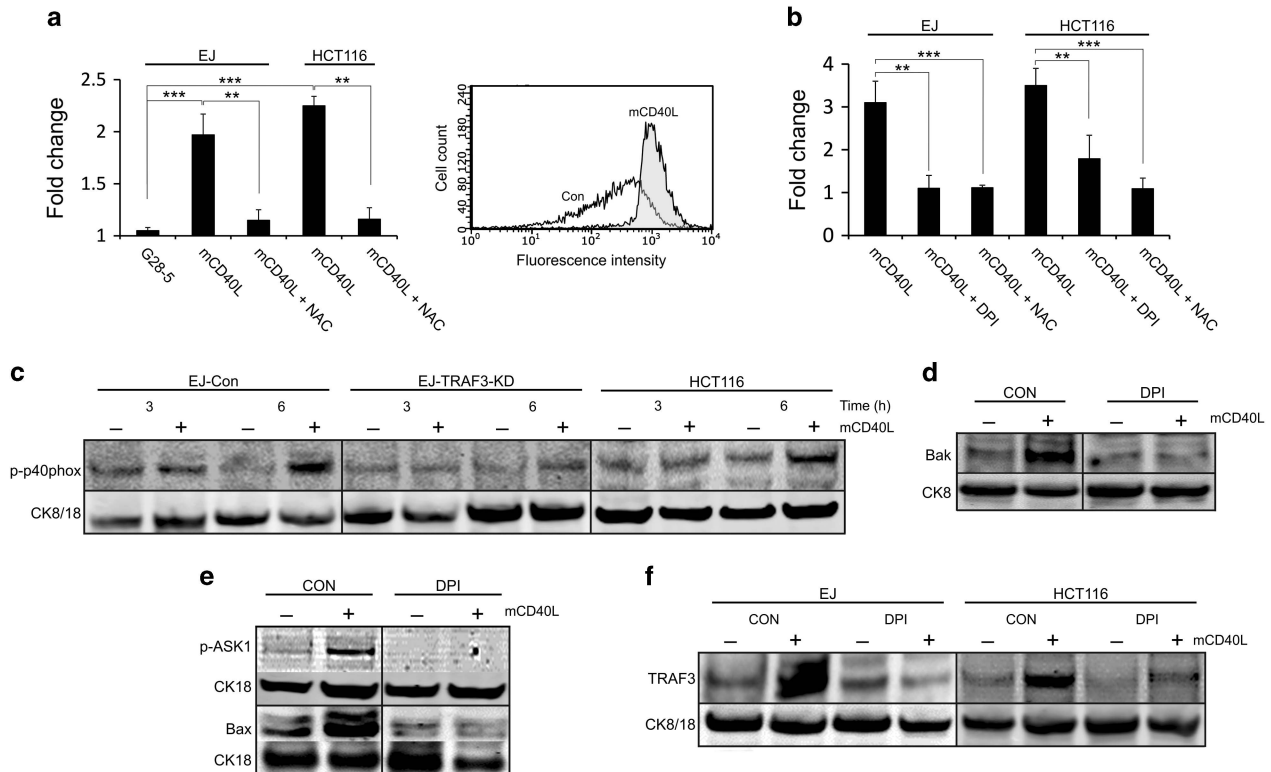 a
EJ HCT116
*** **
*** **
Fold change
2.5
2
1.5
1
G28-5
mCD40L
mCD40L + NAC
mCD40L
mCD40L + NAC
mCD40L
Con
Cell count
240
180
120
80
40
0
10⁰ 10¹ 10² 10³ 10⁴
Fluorescence intensity
b
EJ HCT116
*** ***
** **
Fold change
4
3
2
1
0
mCD40L
mCD40L + DPI
mCD40L + NAC
mCD40L
mCD40L + DPI
mCD40L + NAC
c
EJ-Con EJ-TRAF3-KD HCT116
3 6 3 6 3 6 Time (h)
– + – + – + – + – + – + mCD40L
p-p40phox
CK8/18
d
CON DPI
– + – + mCD40L
Bak
CK8
e
CON DPI
– + – + mCD40L
p-ASK1
CK18
Bax
CK18
f
EJ HCT116
CON DPI CON DPI
– + – + – + – + mCD40L
TRAF3
CK8/18